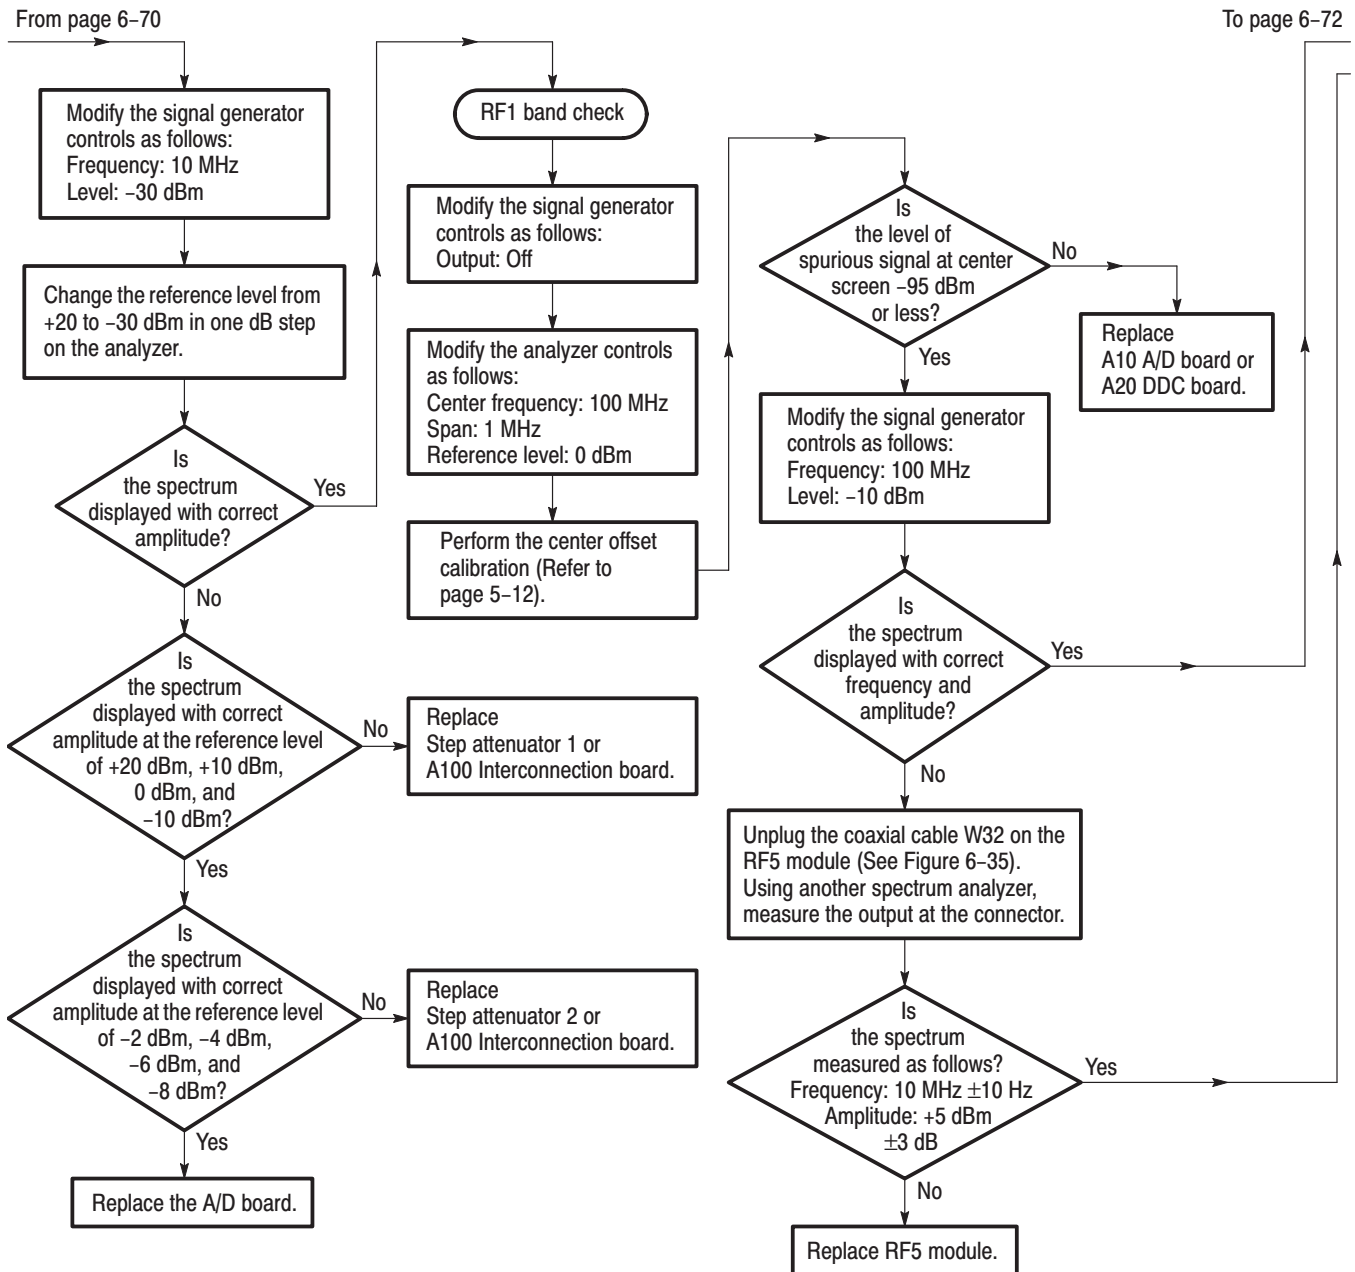 From page 6–70
To page 6–72
Modify the signal generator
controls as follows:
Frequency: 10 MHz
Level: –30 dBm
Change the reference level from
+20 to –30 dBm in one dB step
on the analyzer.
Is
the spectrum
displayed with correct
amplitude?
Yes
No
Is
the spectrum
displayed with correct
amplitude at the reference level
of +20 dBm, +10 dBm,
0 dBm, and
–10 dBm?
No
Replace
Step attenuator 1 or
A100 Interconnection board.
Yes
Is
the spectrum
displayed with correct
amplitude at the reference level
of –2 dBm, –4 dBm,
–6 dBm, and
–8 dBm?
No
Replace
Step attenuator 2 or
A100 Interconnection board.
Yes
Replace the A/D board.
RF1 band check
Modify the signal generator
controls as follows:
Output: Off
Modify the analyzer controls
as follows:
Center frequency: 100 MHz
Span: 1 MHz
Reference level: 0 dBm
Perform the center offset
calibration (Refer to
page 5–12).
Is
the level of
spurious signal at center
screen –95 dBm
or less?
No
Replace
A10 A/D board or
A20 DDC board.
Yes
Modify the signal generator
controls as follows:
Frequency: 100 MHz
Level: –10 dBm
Is
the spectrum
displayed with correct
frequency and
amplitude?
Yes
No
Unplug the coaxial cable W32 on the
RF5 module (See Figure 6–35).
Using another spectrum analyzer,
measure the output at the connector.
Is
the spectrum
measured as follows?
Frequency: 10 MHz ±10 Hz
Amplitude: +5 dBm
±3 dB
Yes
No
Replace RF5 module.